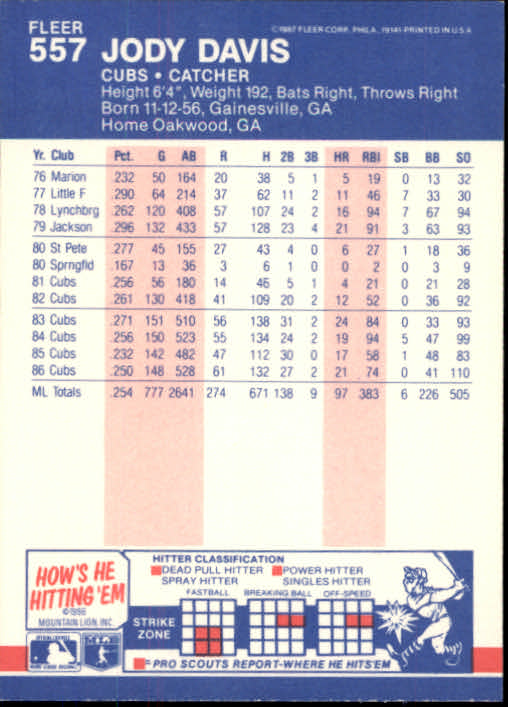 FLEER
©1987 FLEER CORP., PHILA., 19141-PRINTED IN U.S.A.
557 JODY DAVIS
CUBS • CATCHER
Height 6'4", Weight 192, Bats Right, Throws Right
Born 11-12-56, Gainesville, GA
Home Oakwood, GA
Yr. Club Pct. G AB R H 2B 3B HR RBI SB BB SO
76 Marion .232 50 164 20 38 5 1 5 19 0 13 32
77 Little F .290 64 214 37 62 11 2 11 46 7 33 30
78 Lynchbrg .262 120 408 57 107 24 2 16 94 7 67 94
79 Jackson .296 132 433 57 128 23 4 21 91 3 63 93
80 St Pete .277 45 155 27 43 4 0 6 27 1 18 36
80 Sprngfld .167 13 36 3 6 1 0 0 2 0 3 9
81 Cubs .256 56 180 14 46 5 1 4 21 0 21 28
82 Cubs .261 130 418 41 109 20 2 12 52 0 36 92
83 Cubs .271 151 510 56 138 31 2 24 84 0 33 93
84 Cubs .256 150 523 55 134 24 2 19 94 5 47 99
85 Cubs .232 142 482 47 112 30 0 17 58 1 48 83
86 Cubs .250 148 528 61 132 27 2 21 74 0 41 110
ML Totals .254 777 2641 274 671 138 9 97 383 6 226 505
HOW'S HE
HITTING 'EM
©1986
MOUNTAIN LION, INC.
HITTER CLASSIFICATION
DEAD PULL HITTER POWER HITTER
SPRAY HITTER SINGLES HITTER
FASTBALL BREAKING BALL OFF-SPEED
STRIKE
ZONE
= PRO SCOUTS REPORT-WHERE HE HITS'EM